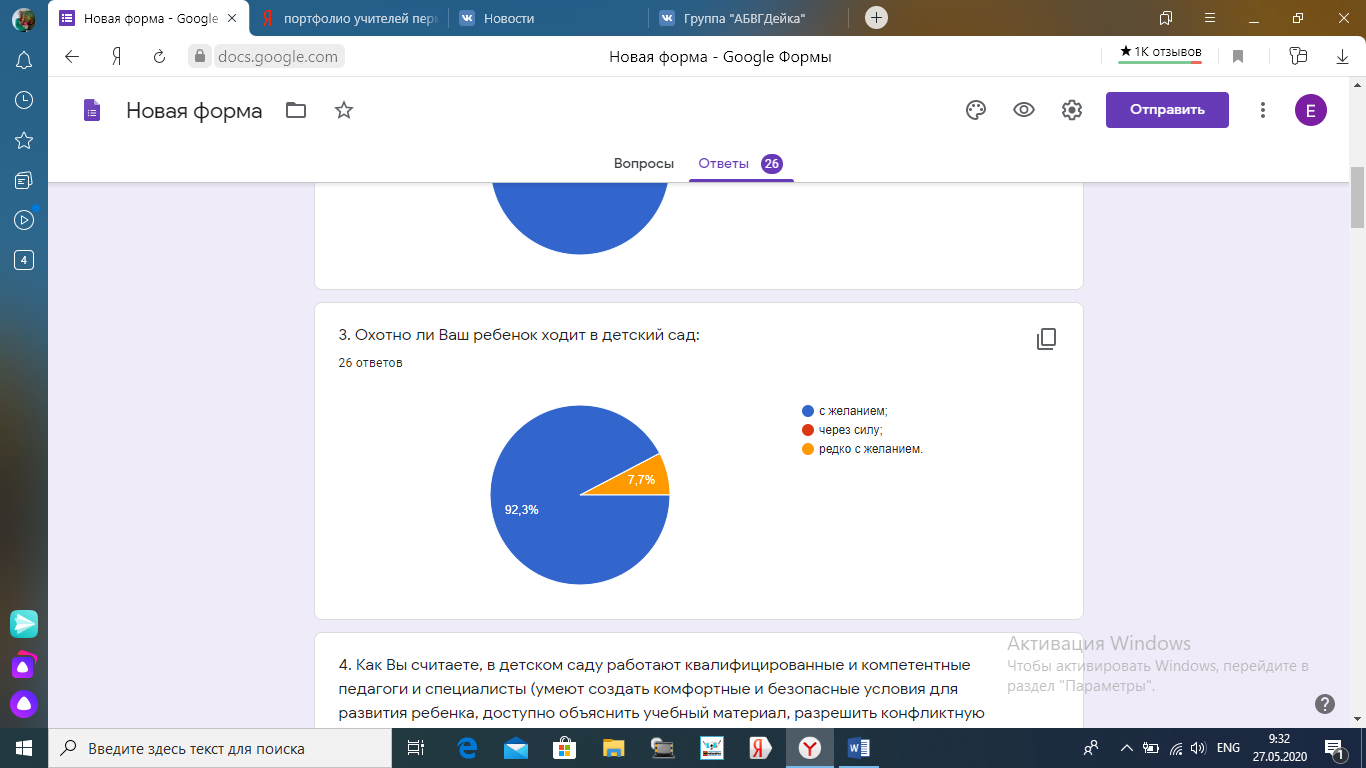 Новая форма - Google
портфолио учителей пер
Новости
Группа "АБВГДейка"
docs.google.com
Новая форма - Google Формы
★ 1K отзывов
Новая форма
Отправить
E
Вопросы
Ответы 26
4
3. Охотно ли Ваш ребенок ходит в детский сад:
26 ответов
с желанием;
через силу;
редко с желанием.
7,7%
92,3%
4. Как Вы считаете, в детском саду работают квалифицированные и компетентные
педагоги и специалисты (умеют создать комфортные и безопасные условия для
развития ребенка, доступно объяснить учебный материал, разрешить конфликтную
Активация Windows
Чтобы активировать Windows, перейдите в
раздел "Параметры".
Введите здесь текст для поиска
ENG
9:32
27.05.2020
1